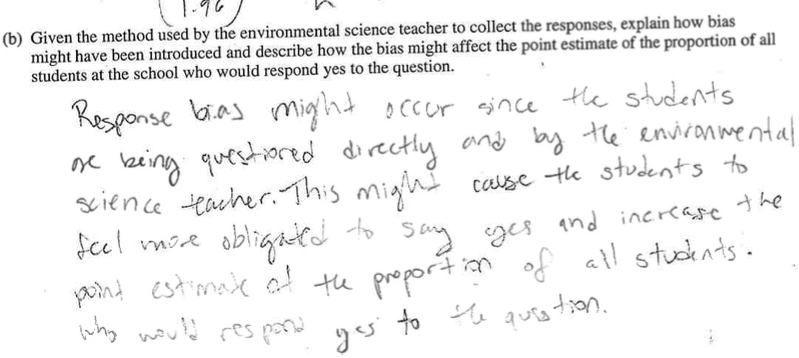 1.96
(b) Given the method used by the environmental science teacher to collect the responses, explain how bias
might have been introduced and describe how the bias might affect the point estimate of the proportion of all
students at the school who would respond yes to the question.
Response bias might occur since the students
are being questioned directly and by the environmental
science teacher. This might cause the students to
feel more obligated to say yes and increase the
point estimate of the proportion of all students.
who would respond yes to the question.